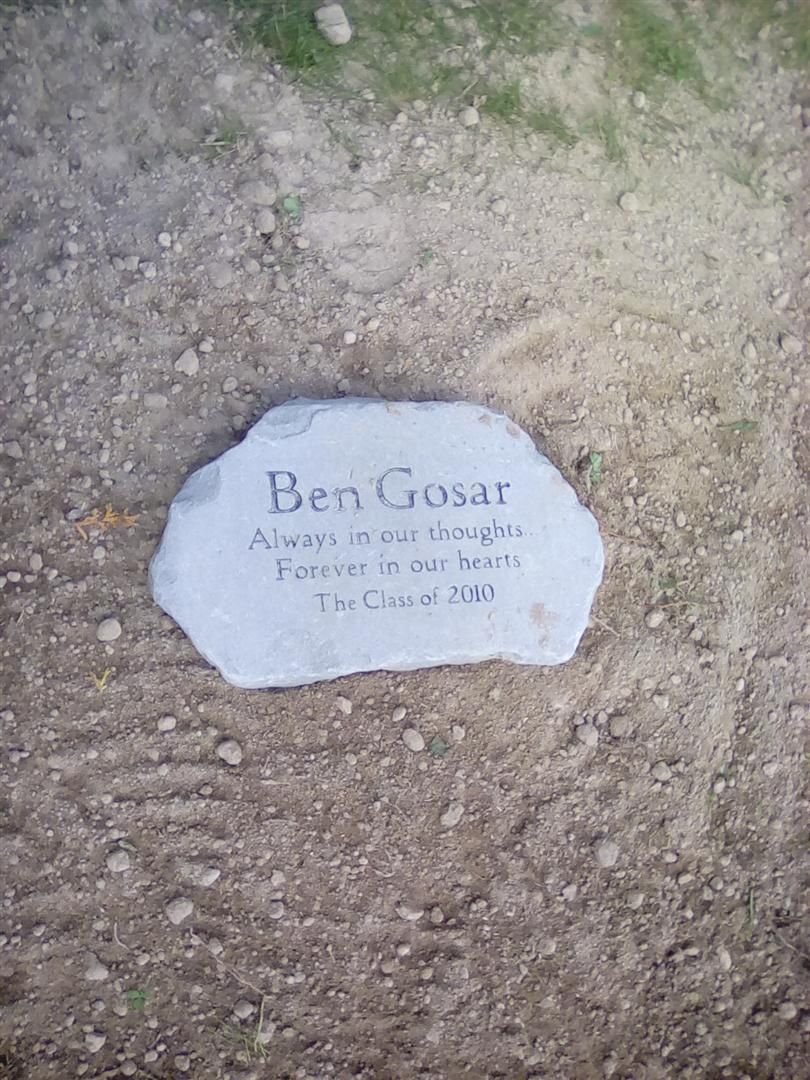 Ben Gosar
Always in our thoughts...
Forever in our hearts
The Class of 2010